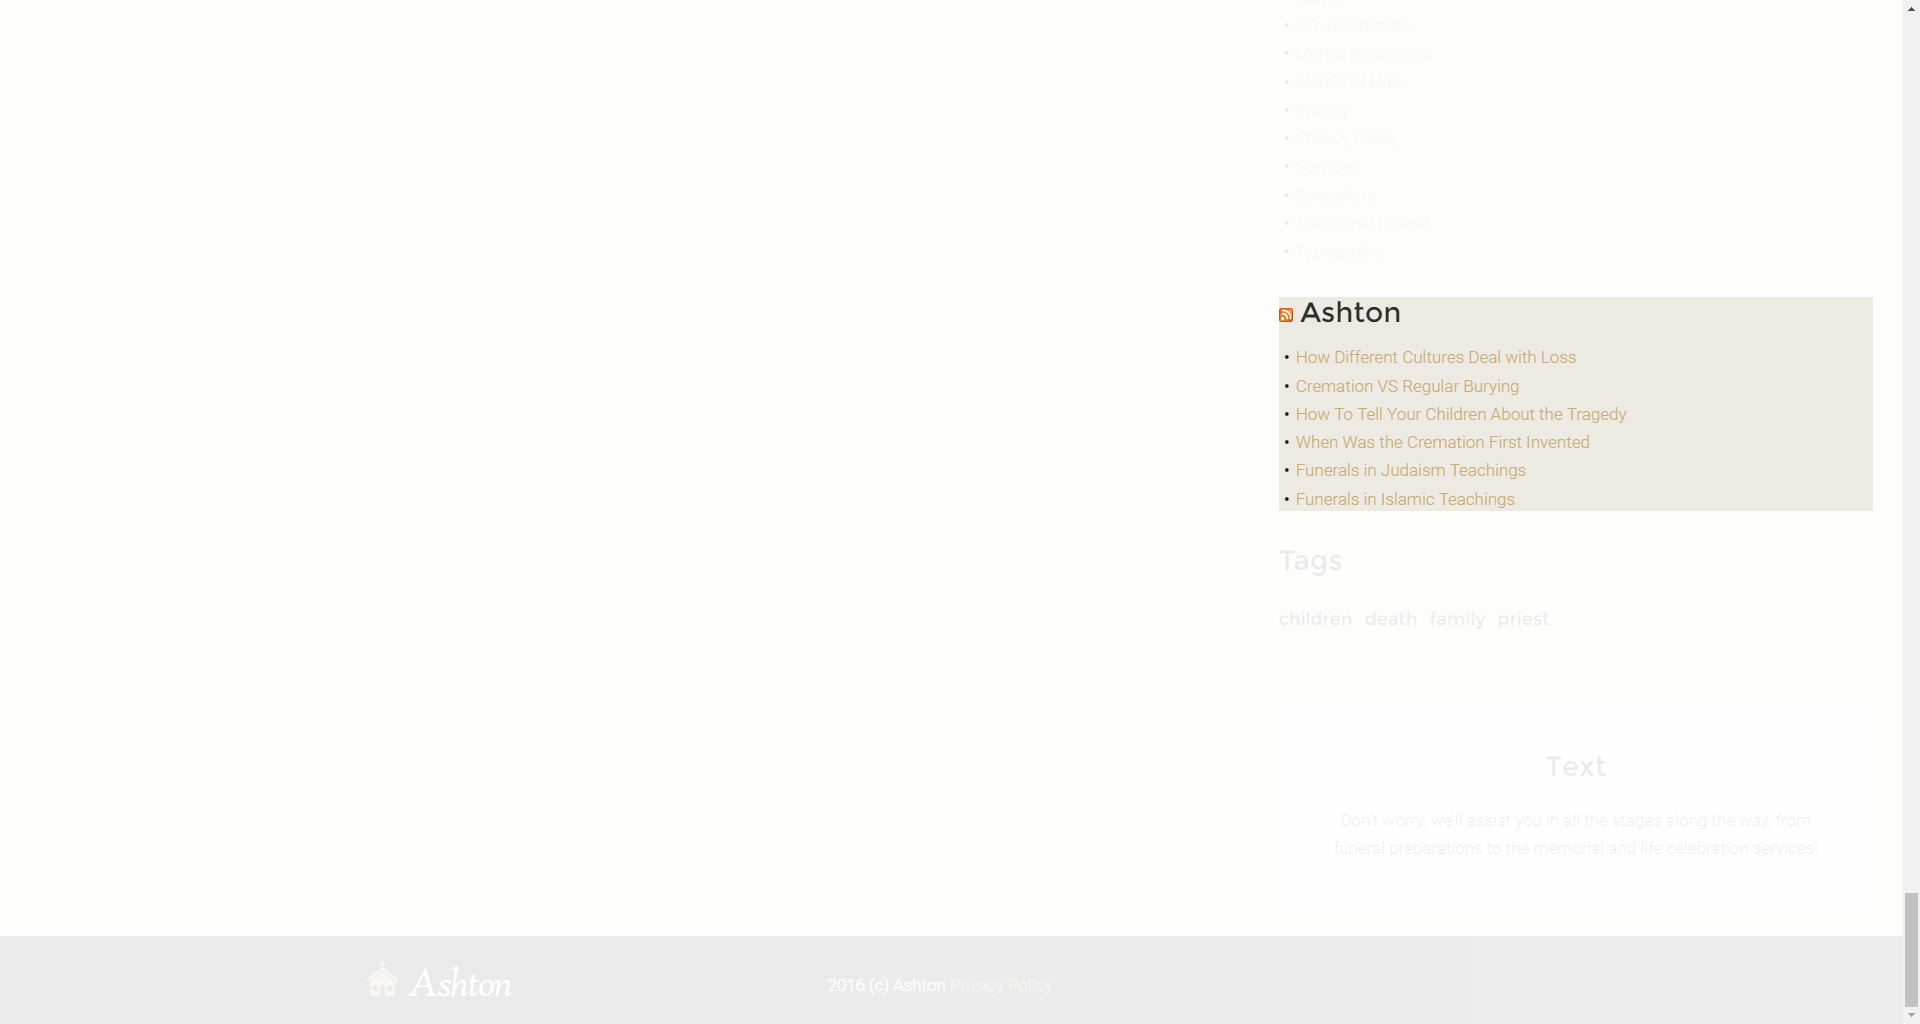 • Life Celebration
• Memorial services
• Memorial Urns
• Pricing
• Privacy Policy
• Services
• Specialists
• Traditional funeral
• Typography
Ashton
• How Different Cultures Deal with Loss
• Cremation VS Regular Burying
• How To Tell Your Children About the Tragedy
• When Was the Cremation First Invented
• Funerals in Judaism Teachings
• Funerals in Islamic Teachings
Tags
children death family priest
Text
Don't worry, we'll assist you in all the stages along the way, from
funeral preparations to the memorial and life celebration services!
Ashton
2016 (c) Ashton Privacy Policy